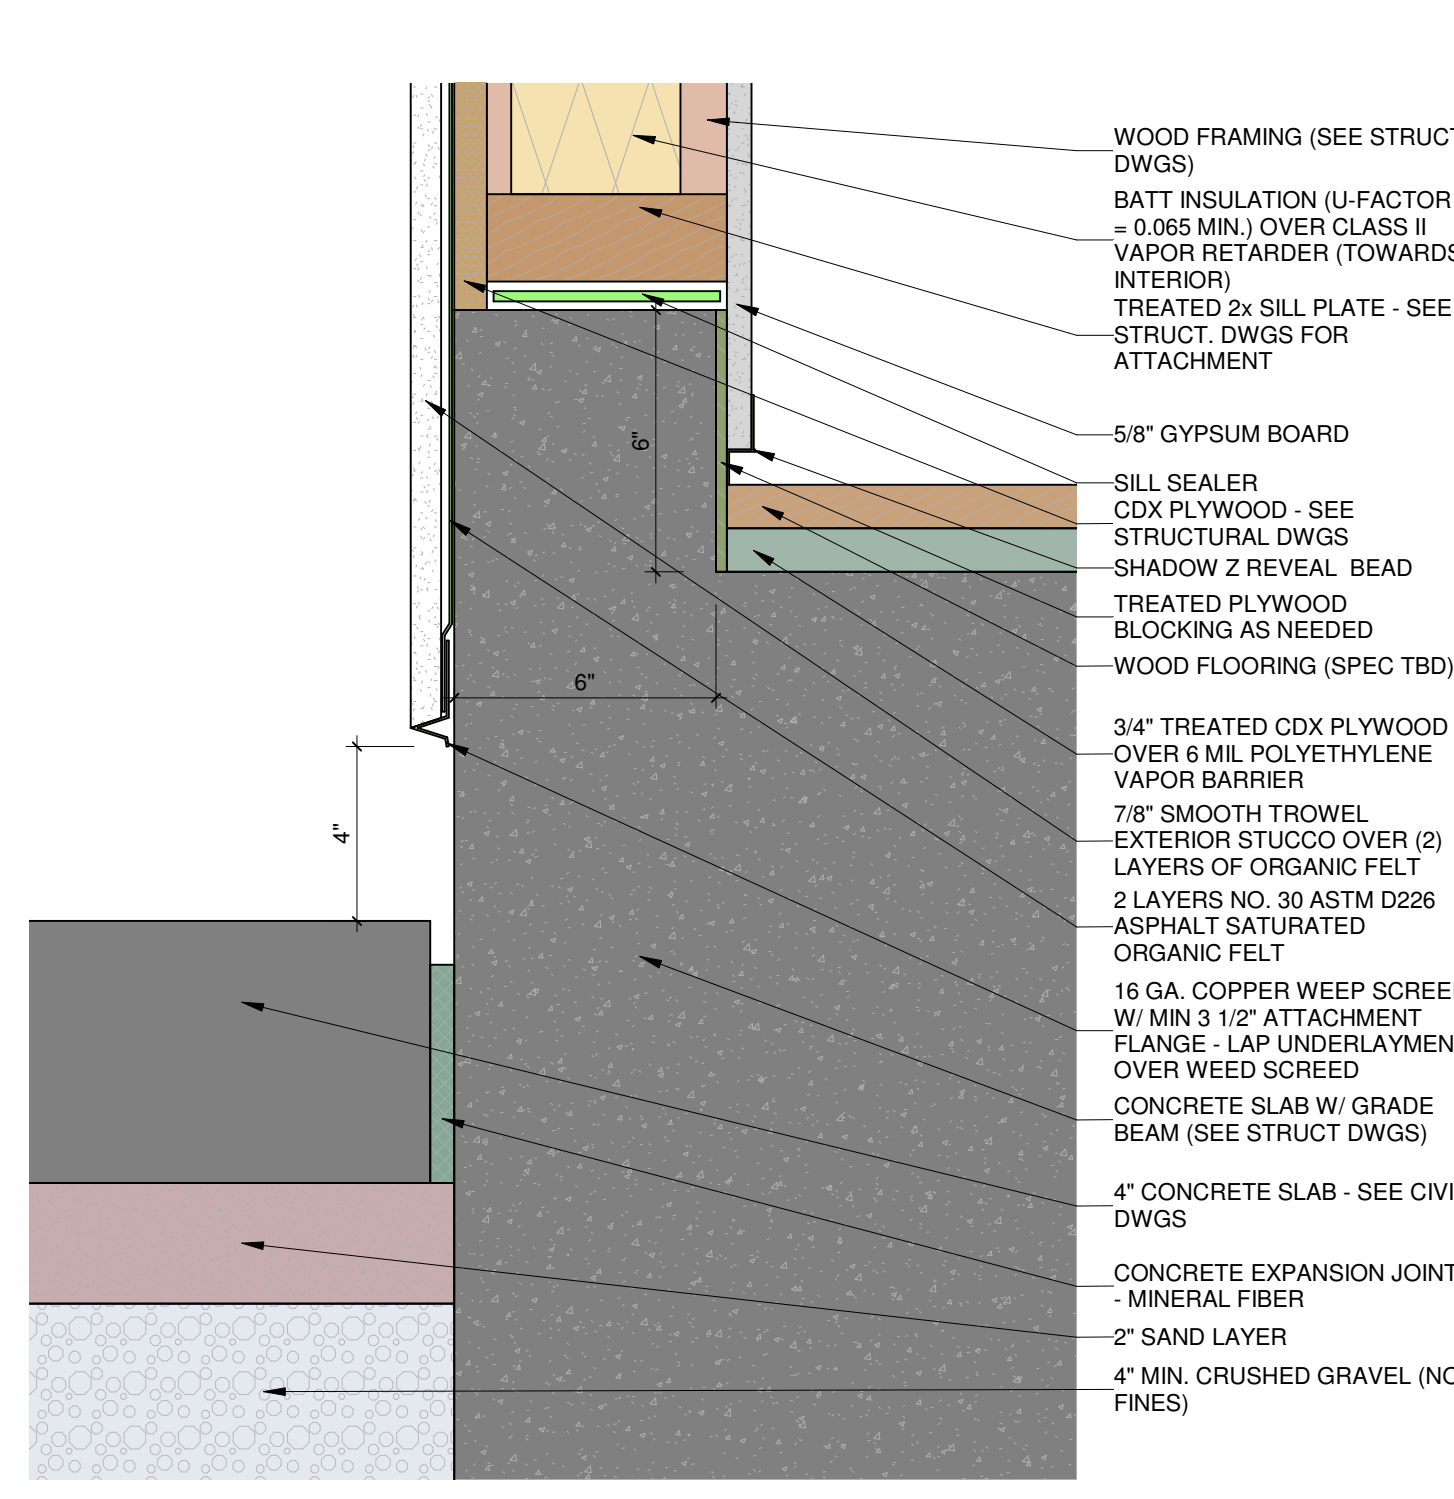 WOOD FRAMING (SEE STRUCT
DWGS)
BATT INSULATION (U-FACTOR
= 0.065 MIN.) OVER CLASS II
VAPOR RETARDER (TOWARDS
INTERIOR)
TREATED 2x SILL PLATE - SEE
STRUCT. DWGS FOR
ATTACHMENT
5/8" GYPSUM BOARD
6"
SILL SEALER
CDX PLYWOOD - SEE
STRUCTURAL DWGS
SHADOW Z REVEAL BEAD
TREATED PLYWOOD
BLOCKING AS NEEDED
WOOD FLOORING (SPEC TBD)
6"
3/4" TREATED CDX PLYWOOD
OVER 6 MIL POLYETHYLENE
VAPOR BARRIER
7/8" SMOOTH TROWEL
EXTERIOR STUCCO OVER (2)
LAYERS OF ORGANIC FELT
4"
2 LAYERS NO. 30 ASTM D226
ASPHALT SATURATED
ORGANIC FELT
16 GA. COPPER WEEP SCREE
W/ MIN 3 1/2" ATTACHMENT
FLANGE - LAP UNDERLAYMEN
OVER WEED SCREED
CONCRETE SLAB W/ GRADE
BEAM (SEE STRUCT DWGS)
4" CONCRETE SLAB - SEE CIVI
DWGS
CONCRETE EXPANSION JOINT
- MINERAL FIBER
2" SAND LAYER
4" MIN. CRUSHED GRAVEL (NO
FINES)